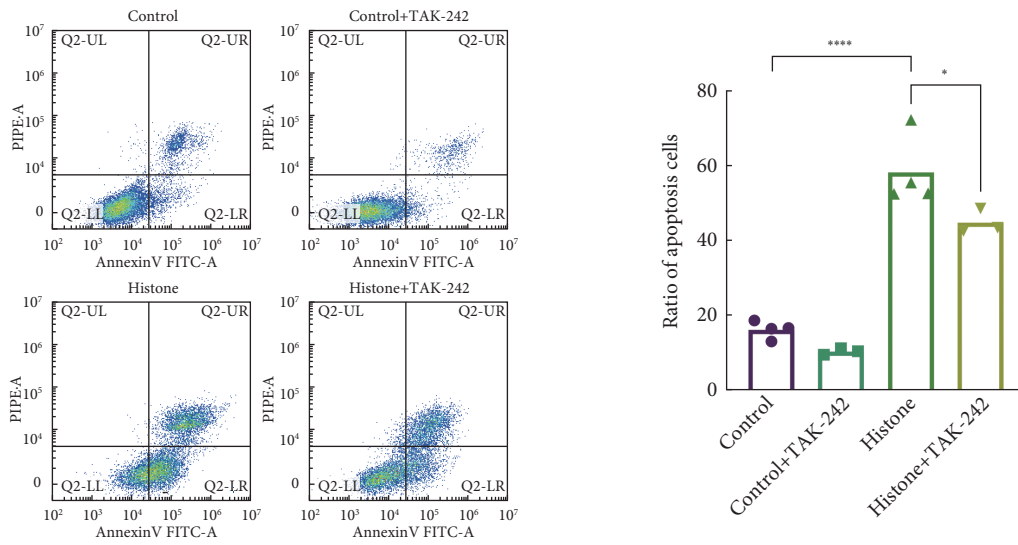 Control
10^7
10^6
10^5
10^4
0
PIPE-A
Q2-UL
Q2-UR
Q2-LL
Q2-LR
10^2
10^3
10^4
10^5
10^6
10^7
AnnexinV FITC-A
Control+TAK-242
10^7
10^6
10^5
10^4
0
PIPE-A
Q2-UL
Q2-UR
Q2-LL
Q2-LR
10^2
10^3
10^4
10^5
10^6
10^7
AnnexinV FITC-A
Histone
10^7
10^6
10^5
10^4
0
PIPE-A
Q2-UL
Q2-UR
Q2-LL
Q2-LR
10^2
10^3
10^4
10^5
10^6
10^7
AnnexinV FITC-A
Histone+TAK-242
10^7
10^6
10^5
10^4
0
PIPE-A
Q2-UL
Q2-UR
Q2-LL
Q2-LR
10^2
10^3
10^4
10^5
10^6
10^7
AnnexinV FITC-A
****
*
80
60
40
20
0
Ratio of apoptosis cells
Control
Control+TAK-242
Histone
Histone+TAK-242